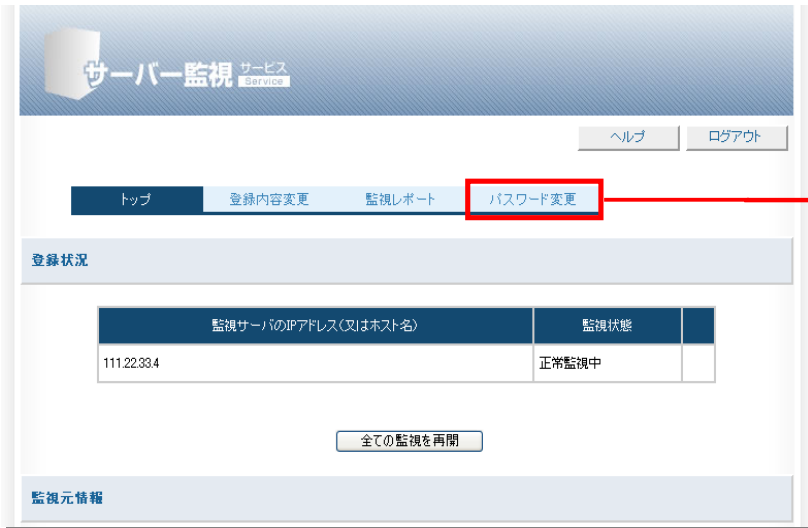 サーバー監視 サービス Service
ヘルプ ログアウト
トップ 登録内容変更 監視レポート パスワード変更
登録状況
監視サーバのIPアドレス(又はホスト名) 監視状態
111.22.33.4 正常監視中
全ての監視を再開
監視元情報